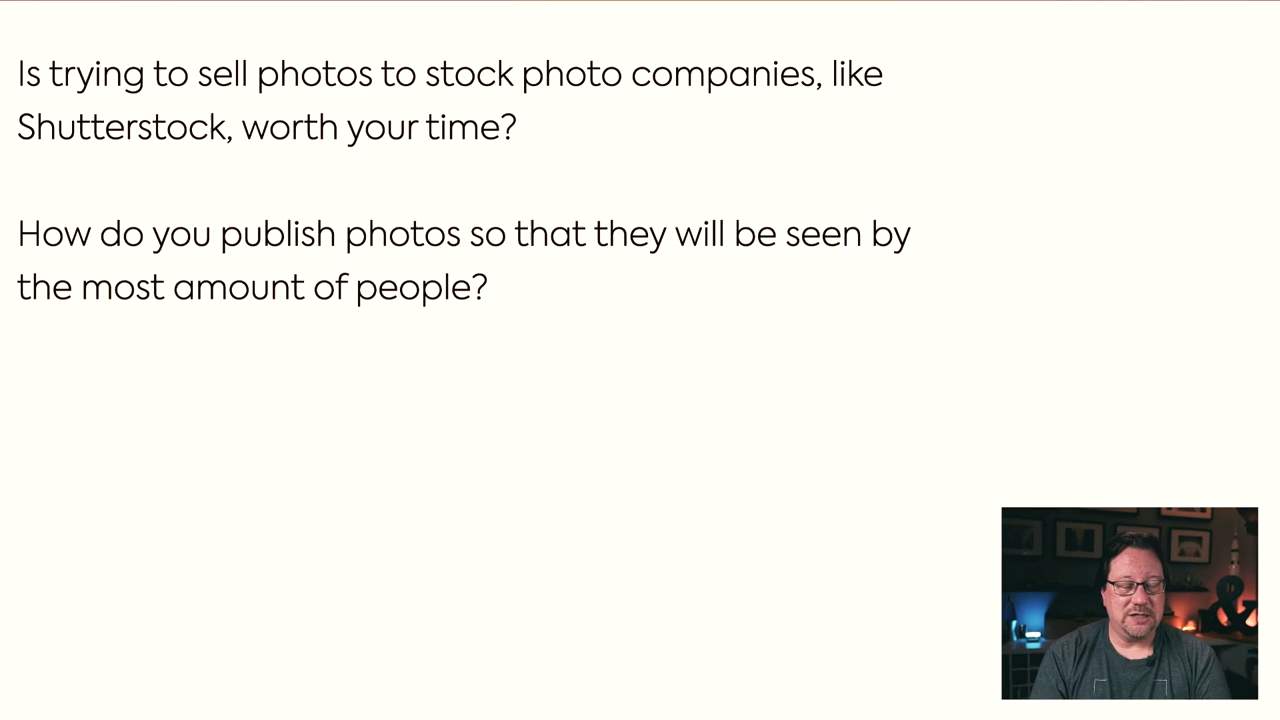 Is trying to sell photos to stock photo companies, like
Shutterstock, worth your time?
How do you publish photos so that they will be seen by
the most amount of people?